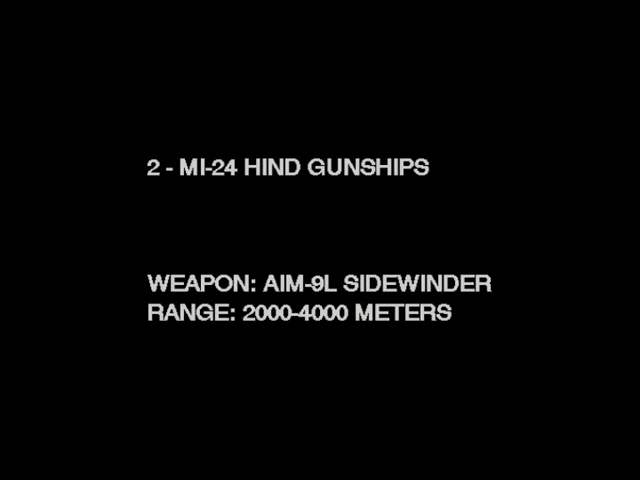 2 - MI-24 HIND GUNSHIPS
WEAPON: AIM-9L SIDEWINDER
RANGE: 2000-4000 METERS